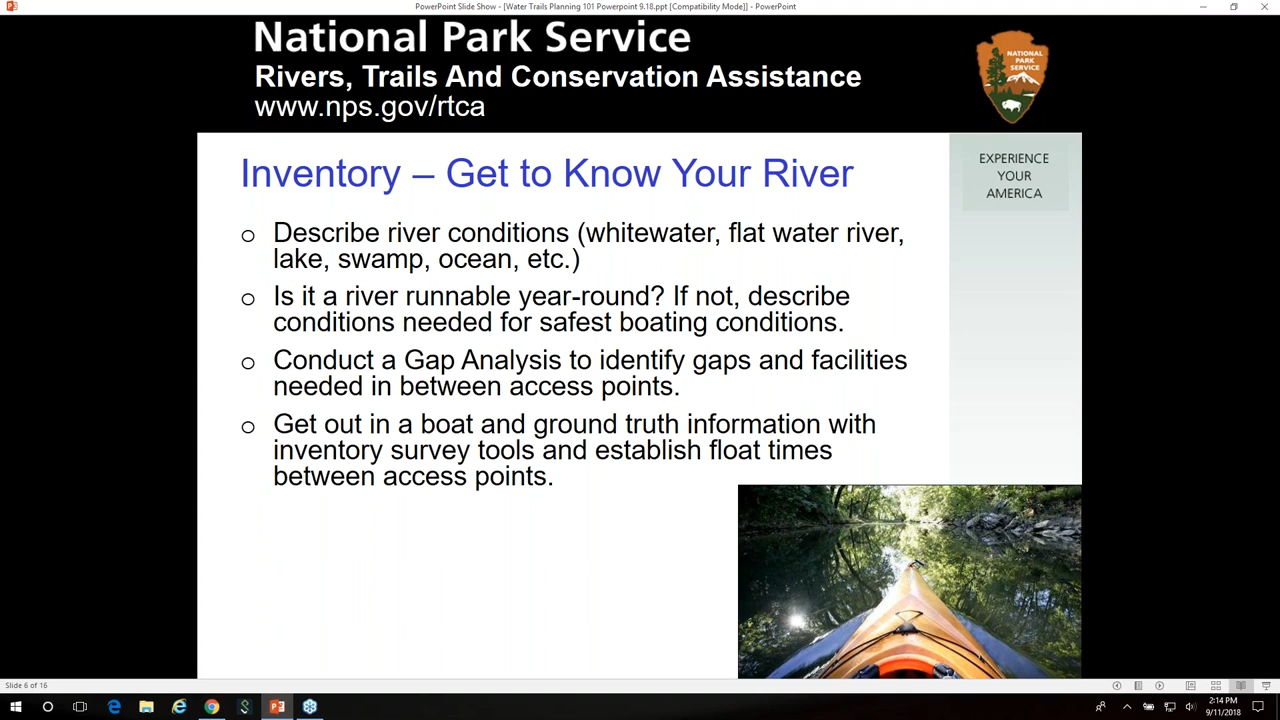 PowerPoint Slide Show - [Water Trails Planning 101 Powerpoint 9.18.ppt [Compatibility Mode]] - PowerPoint
National Park Service
Rivers, Trails And Conservation Assistance
www.nps.gov/rtca
NATIONAL
PARK
SERVICE
EXPERIENCE
YOUR
AMERICA
Inventory – Get to Know Your River
o Describe river conditions (whitewater, flat water river,
lake, swamp, ocean, etc.)
o Is it a river runnable year-round? If not, describe
conditions needed for safest boating conditions.
o Conduct a Gap Analysis to identify gaps and facilities
needed in between access points.
o Get out in a boat and ground truth information with
inventory survey tools and establish float times
between access points.
Slide 6 of 16
2:14 PM
9/11/2018